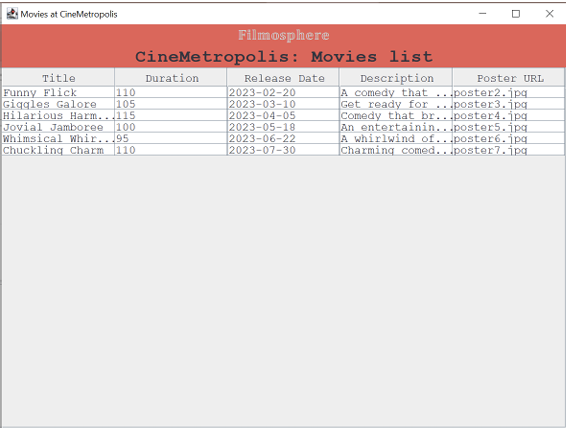 Movies at CineMetropolis
Filmosphere
CineMetropolis: Movies list
Title Duration Release Date Description Poster URL
Funny Flick 110 2023-02-20 A comedy that ... poster2.jpg
Giggles Galore 105 2023-03-10 Get ready for ... poster3.jpg
Hilarious Harm... 115 2023-04-05 Comedy that br... poster4.jpg
Jovial Jamboree 100 2023-05-18 An entertainin... poster5.jpg
Whimsical Whir... 95 2023-06-22 A whirlwind of... poster6.jpg
Chuckling Charm 110 2023-07-30 Charming comed... poster7.jpg